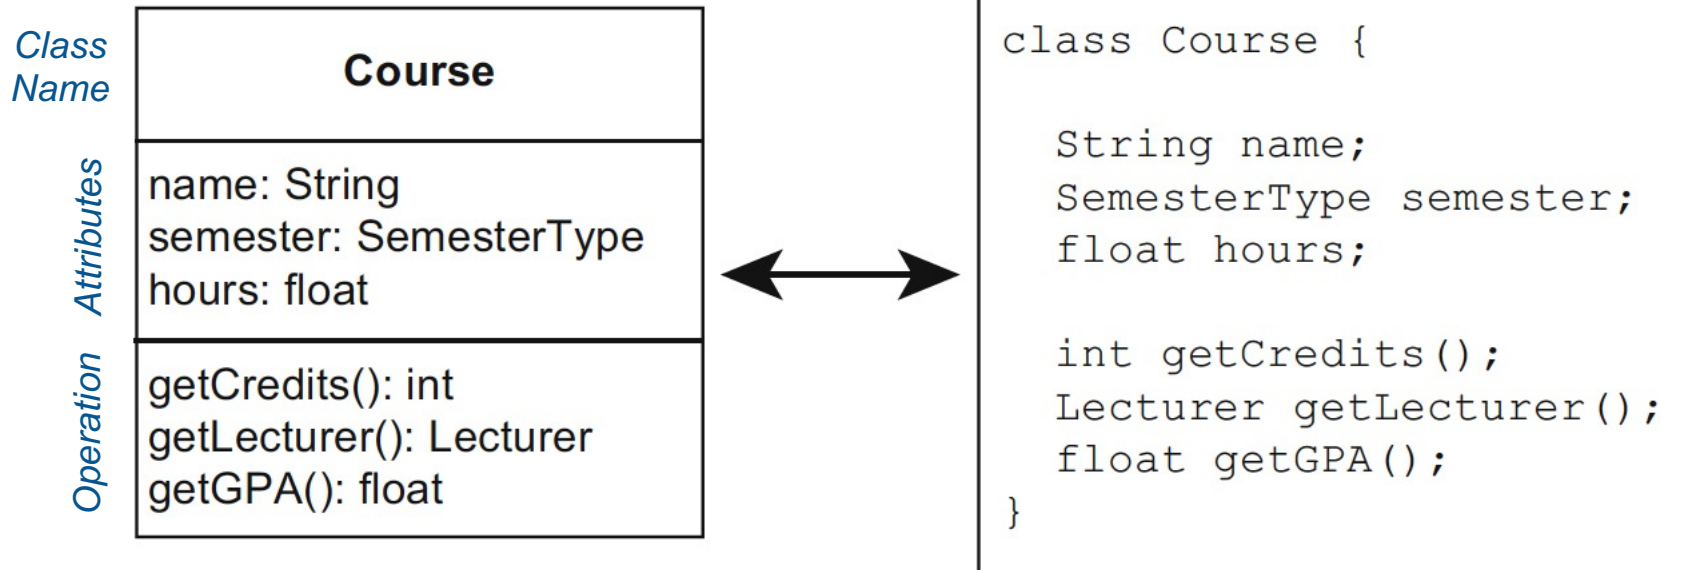 Class
Name
Course
Attributes
name: String
semester: SemesterType
hours: float
Operation
getCredits(): int
getLecturer(): Lecturer
getGPA(): float
class Course {
String name;
SemesterType semester;
float hours;
int getCredits();
Lecturer getLecturer();
float getGPA();
}